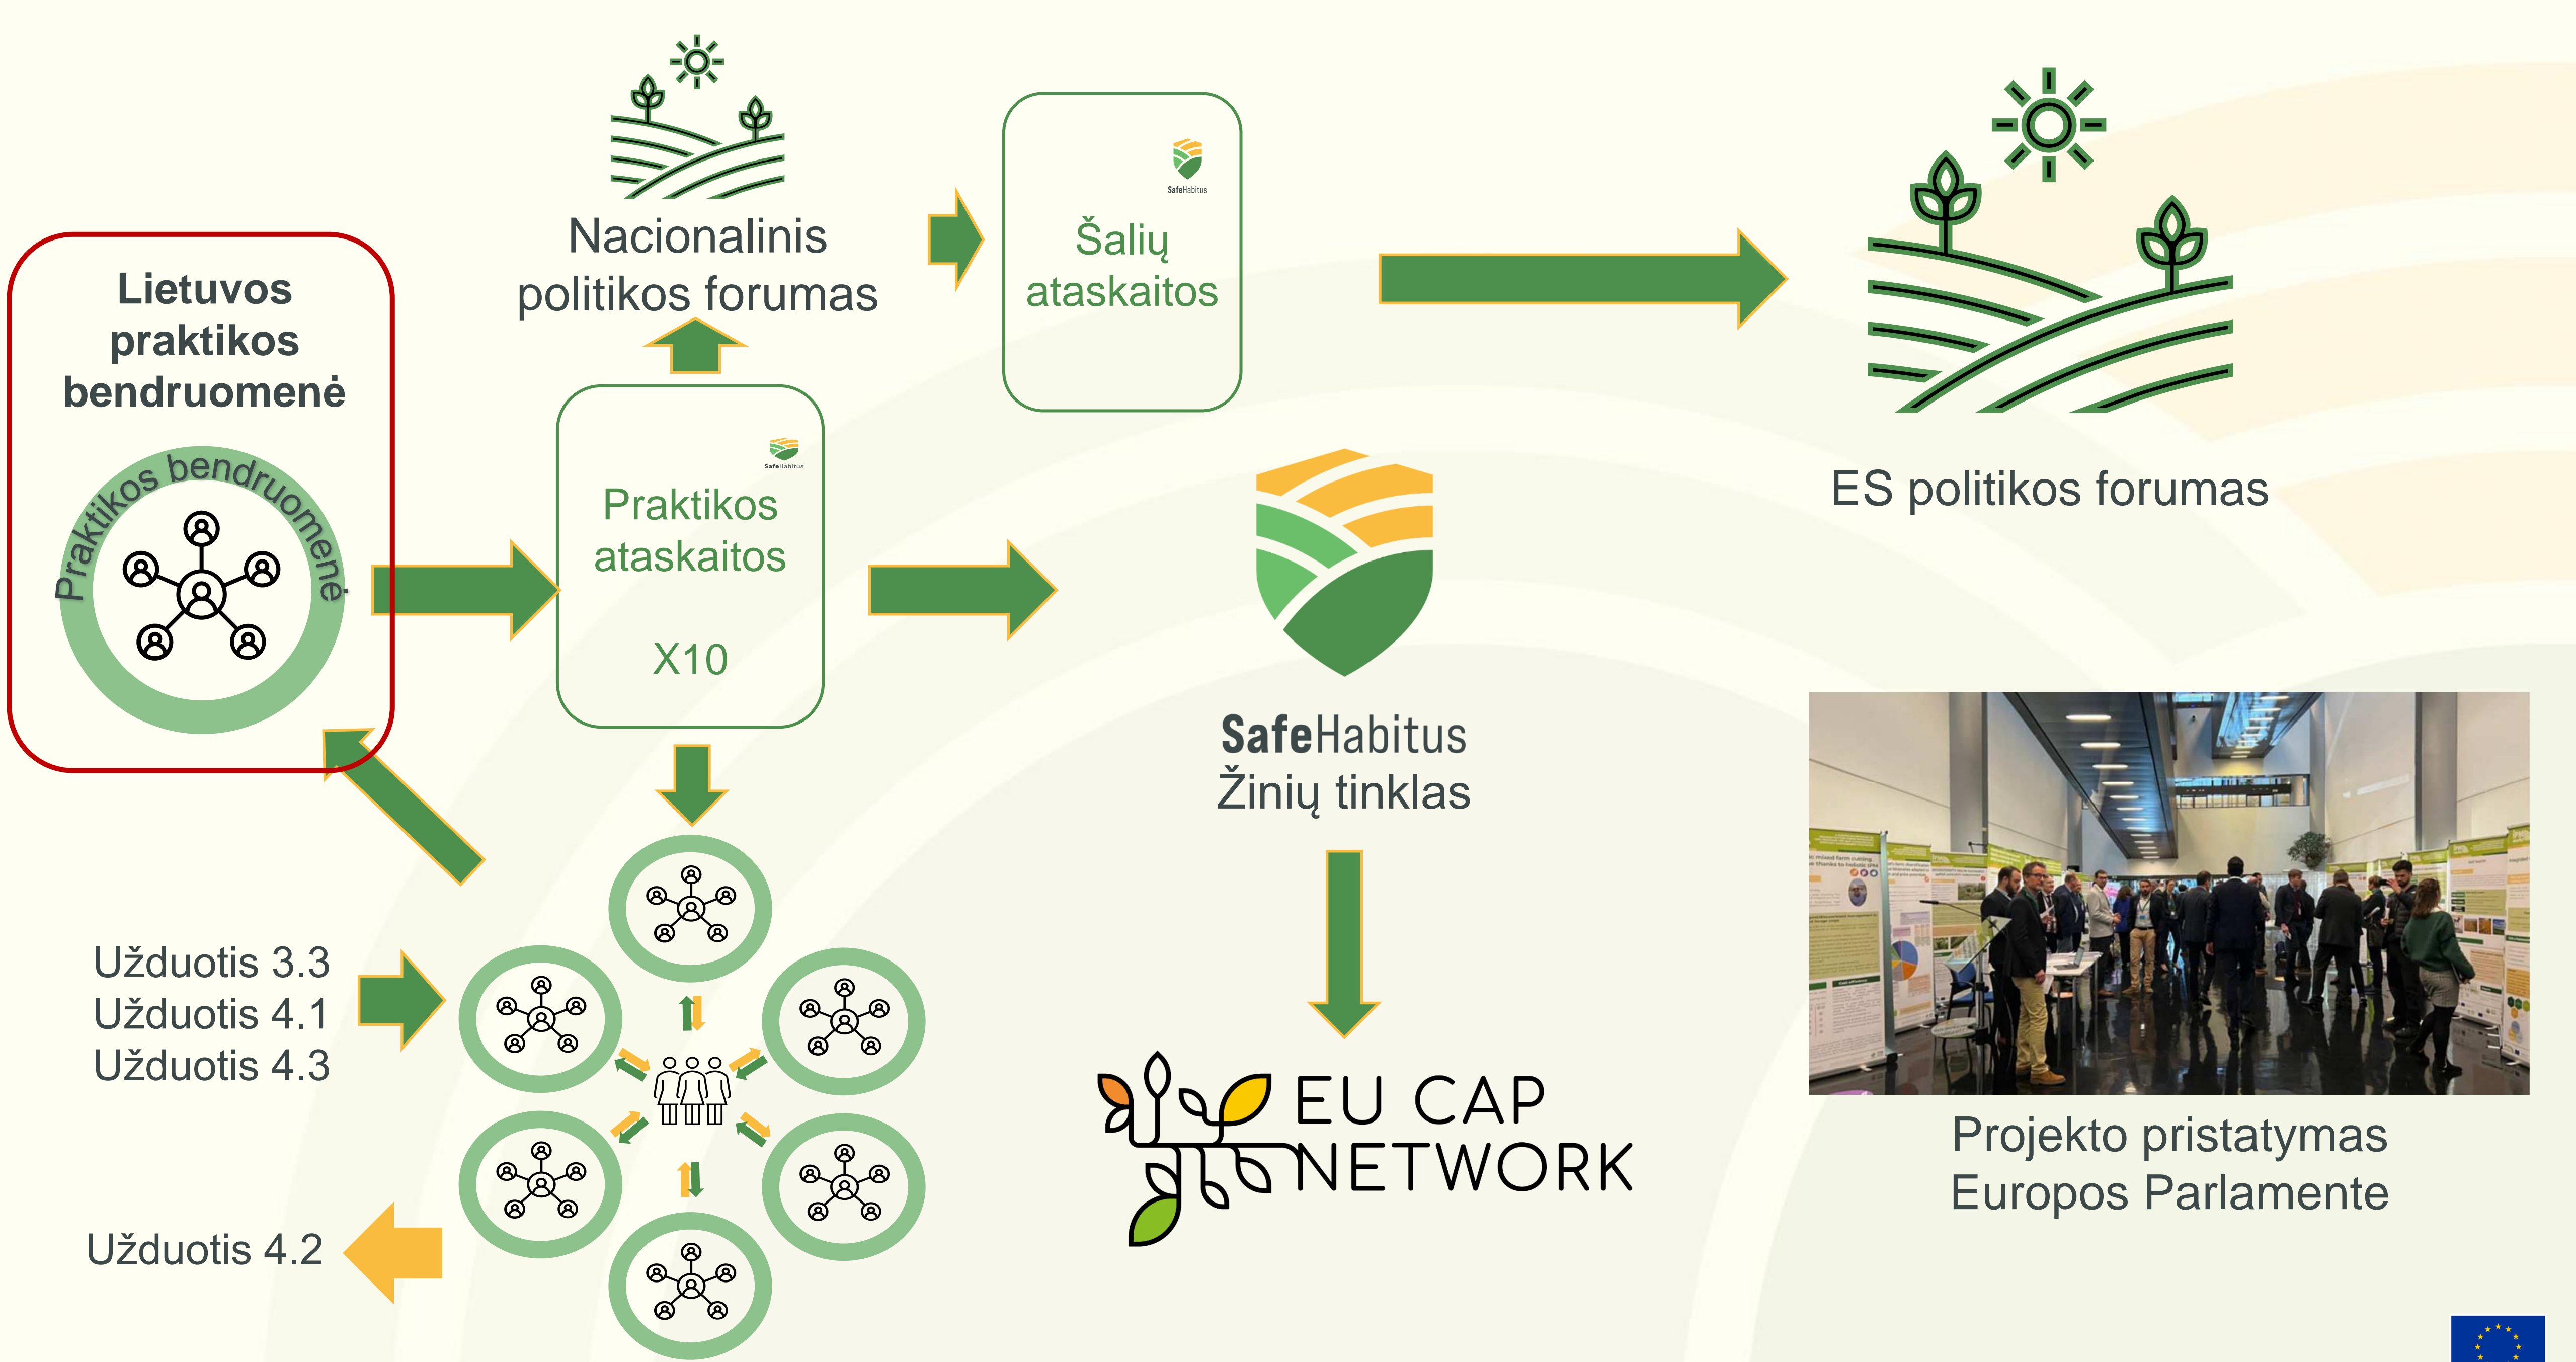 Nacionalinis
politikos forumas
SafeHabitus
Šalių
ataskaitos
ES politikos forumas
Lietuvos
praktikos
bendruomenė
Praktikos bendruomenė
SafeHabitus
Praktikos
ataskaitos
X10
SafeHabitus
Žinių tinklas
Užduotis 3.3
Užduotis 4.1
Užduotis 4.3
Užduotis 4.2
EU CAP
NETWORK
Projekto pristatymas
Europos Parlamente